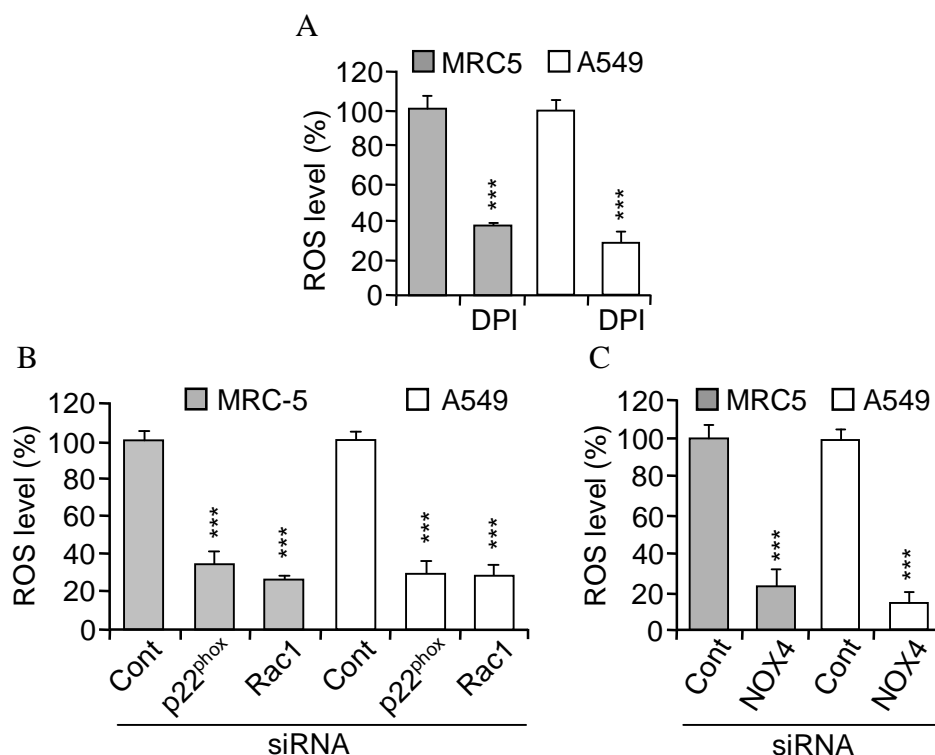 A
MRC5 A549
120
100
80
60
40
20
0
ROS level (%)
***
***
DPI DPI
B
MRC-5 A549
120
100
80
60
40
20
0
ROS level (%)
***
***
***
***
Cont p22phox Rac1 Cont p22phox Rac1
siRNA
C
MRC5 A549
120
100
80
60
40
20
0
ROS level (%)
***
***
Cont NOX4 Cont NOX4
siRNA